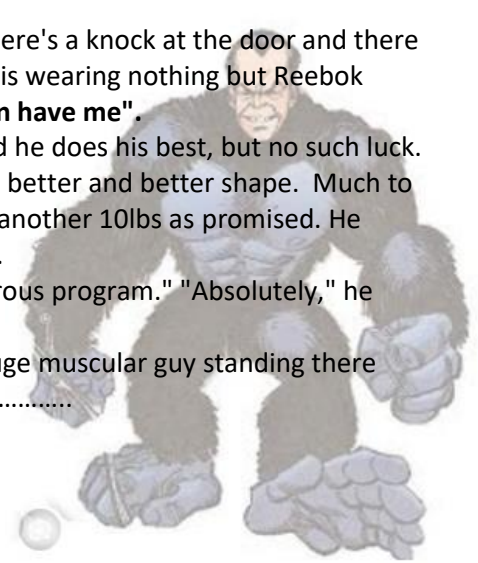 ere's a knock at the door and there
is wearing nothing but Reebok
n have me".
d he does his best, but no such luck.
better and better shape. Much to
another 10lbs as promised. He
.
rous program." "Absolutely," he
uge muscular guy standing there
...........